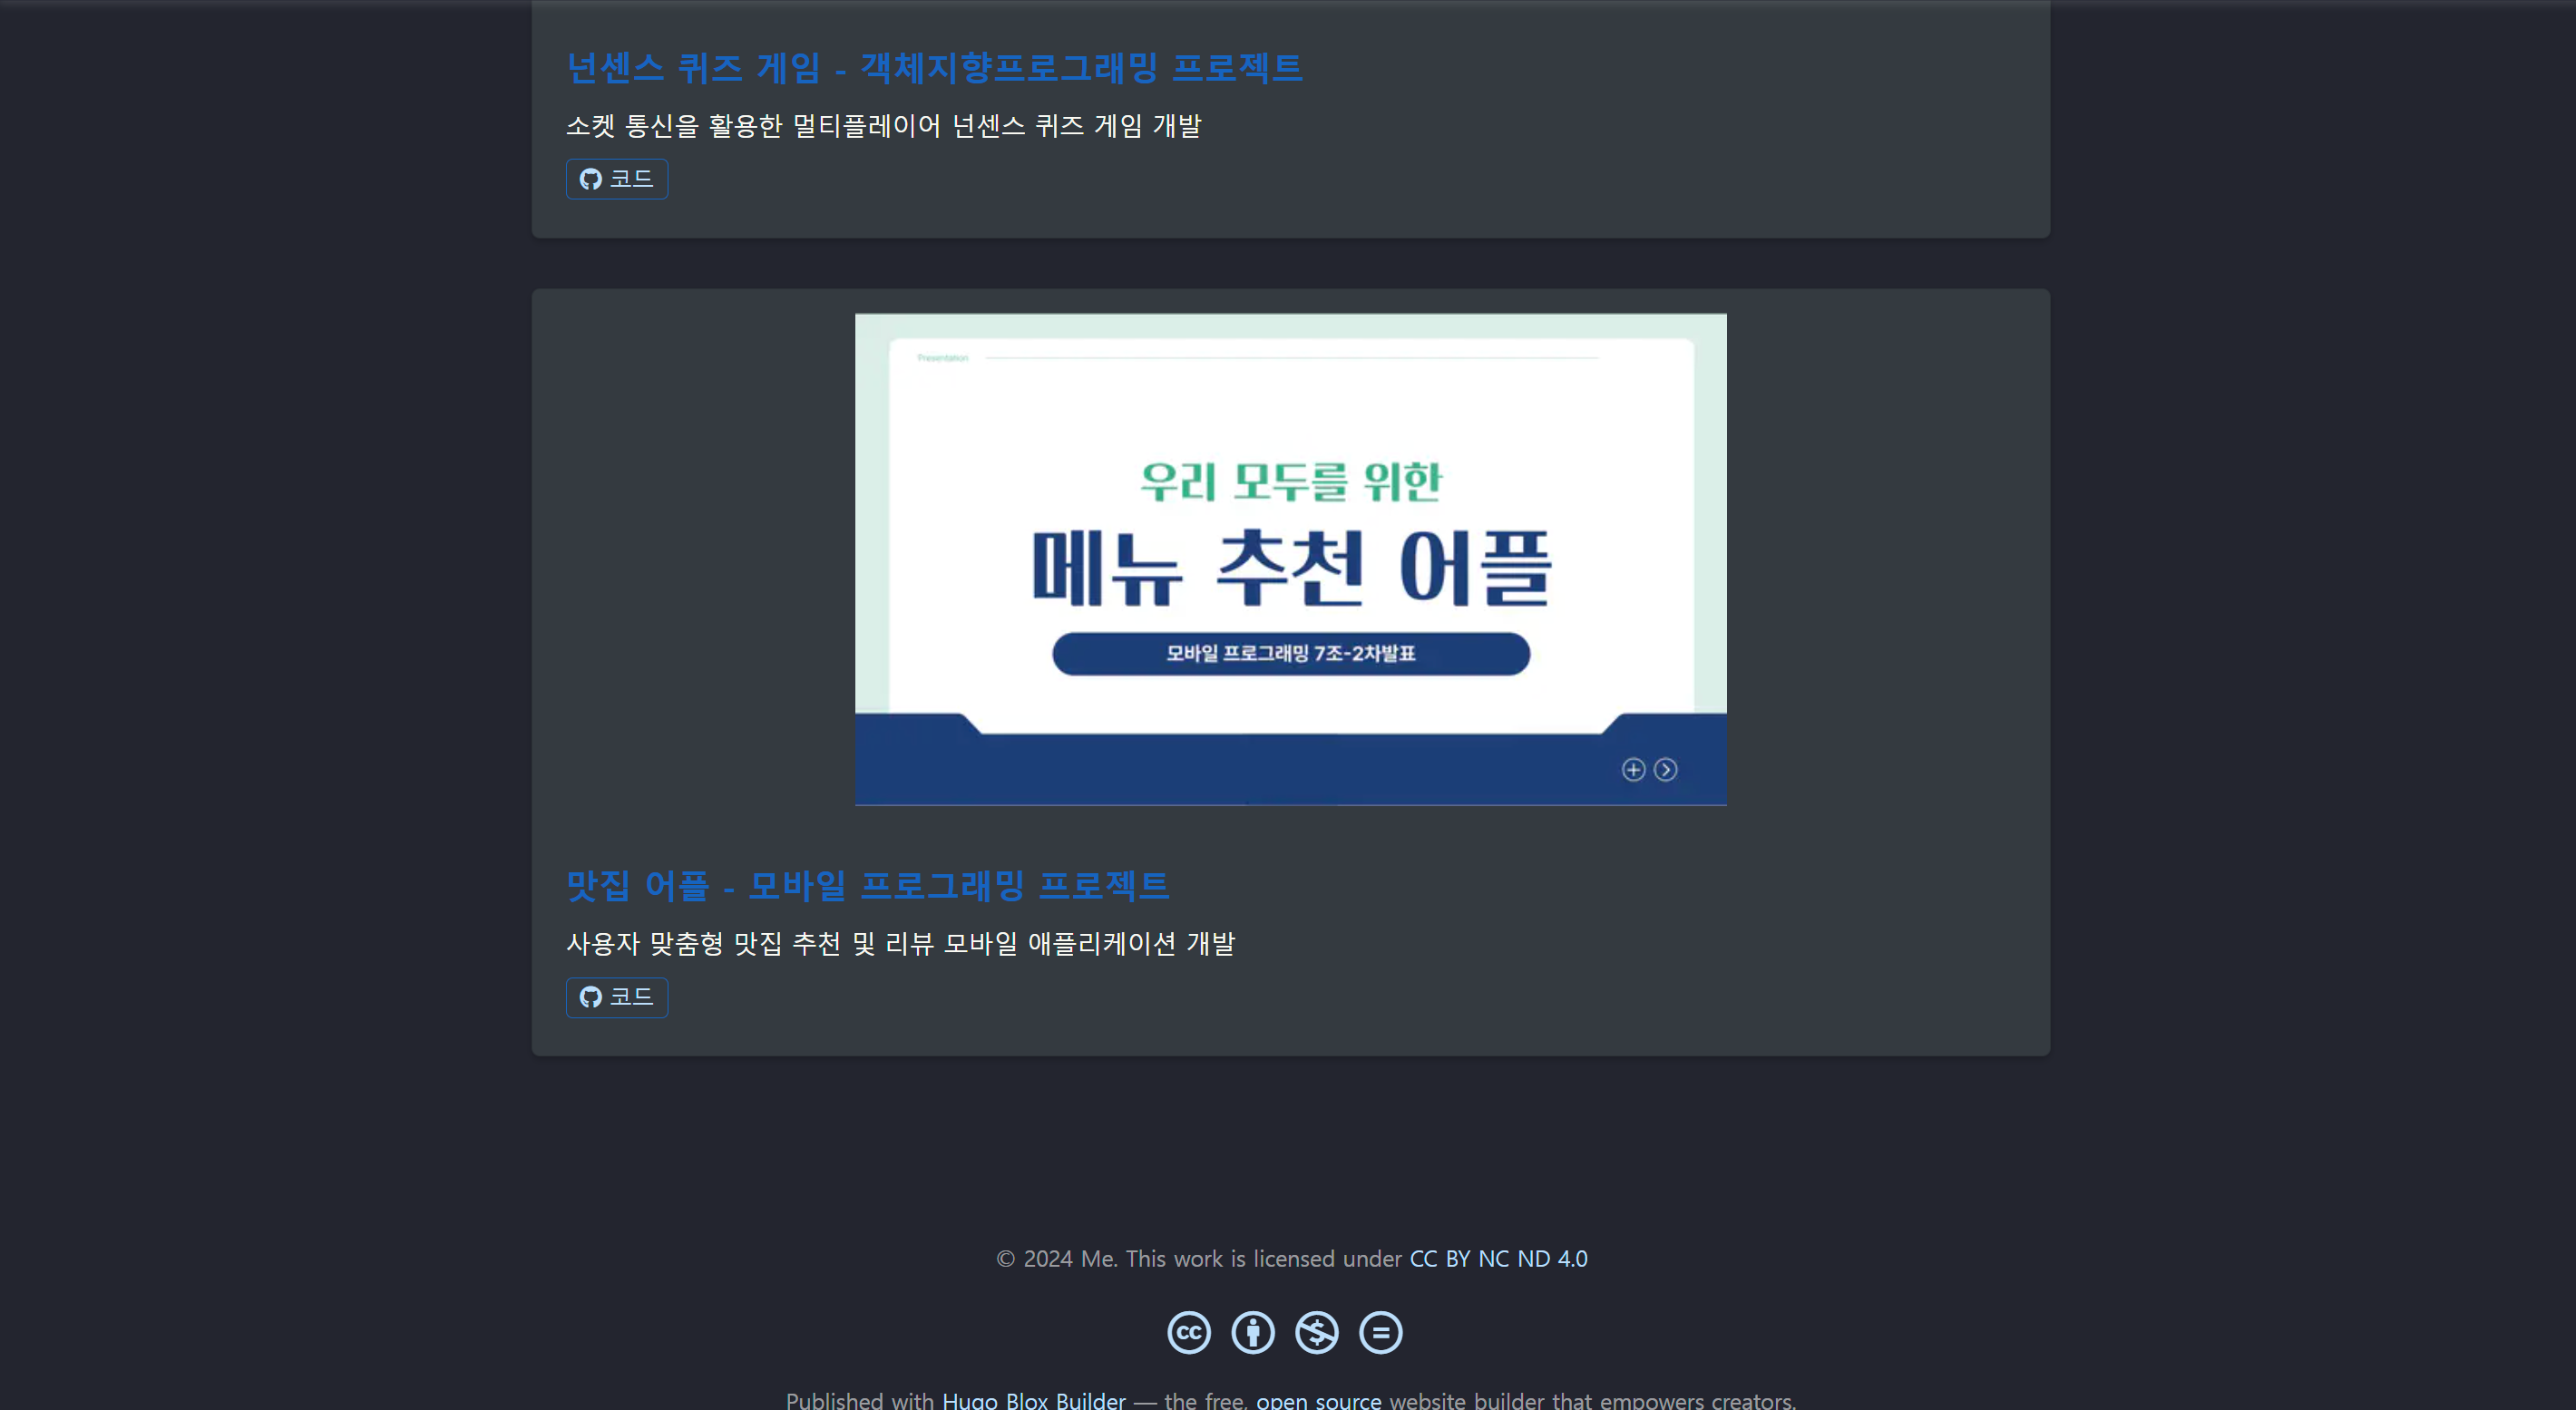 넌센스 퀴즈 게임 - 객체지향프로그래밍 프로젝트
소켓 통신을 활용한 멀티플레이어 넌센스 퀴즈 게임 개발
코드
Presentation
우리 모두를 위한
메뉴 추천 어플
모바일 프로그래밍 7조-2차발표
맛집 어플 - 모바일 프로그래밍 프로젝트
사용자 맞춤형 맛집 추천 및 리뷰 모바일 애플리케이션 개발
코드
© 2024 Me. This work is licensed under CC BY NC ND 4.0
Published with Hugo Blox Builder — the free, open source website builder that empowers creators.